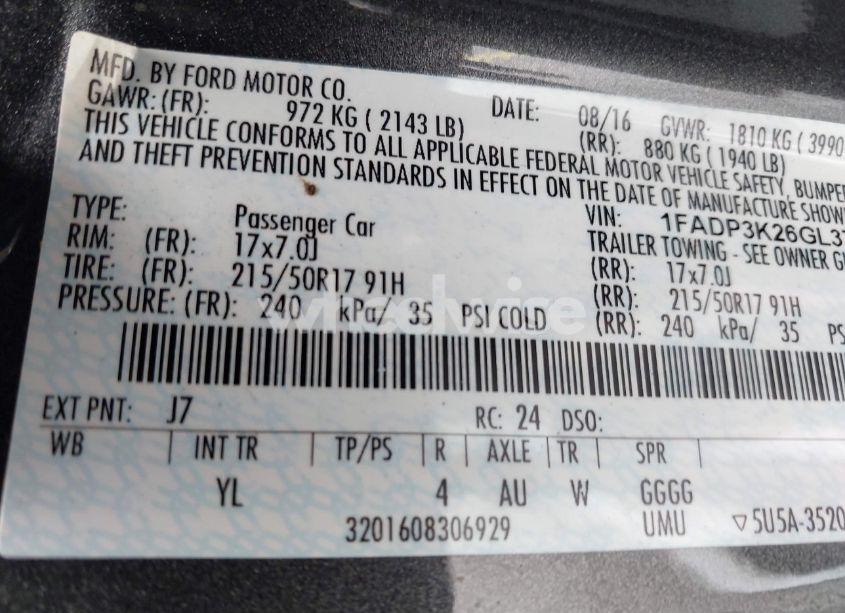 MFD. BY FORD MOTOR CO.
DATE: 08/16 GVWR: 1810 KG ( 3990
GAWR: (FR): 972 KG ( 2143 LB) (RR): 880 KG ( 1940 LB)
THIS VEHICLE CONFORMS TO ALL APPLICABLE FEDERAL MOTOR VEHICLE SAFETY, BUMPER
AND THEFT PREVENTION STANDARDS IN EFFECT ON THE DATE OF MANUFACTURE SHOW
VIN: 1FADP3K26GL3
TYPE: Passenger Car TRAILER TOWING - SEE OWNER G
RIM: (FR): 17x7.0J (RR): 17x7.0J
TIRE: (FR): 215/50R17 91H (RR): 215/50R17 91H
PRESSURE: (FR): 240 kPa/ 35 PSI COLD (RR): 240 kPa/ 35 PS
EXT PNT: J7 RC: 24 DSO:
WB INT TR TP/PS R AXLE TR SPR
YL 4 AU W GGGG
3201608306929 UMU ▽5U5A-3520